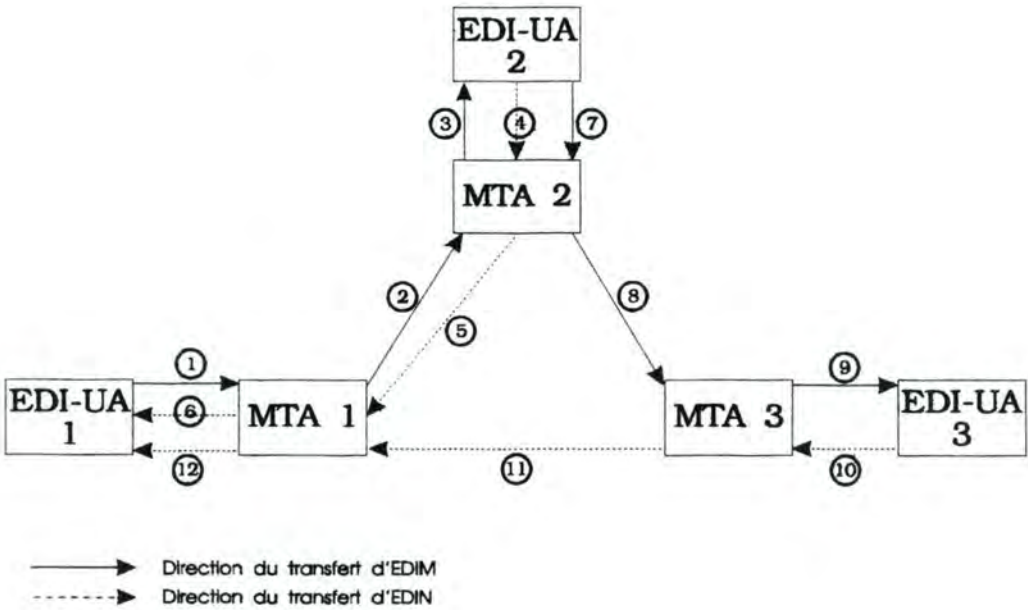 EDI-UA
2
3
4
7
MTA 2
2
5
8
1
9
EDI-UA
1
6
MTA 1
MTA 3
EDI-UA
3
12
11
10
Direction du transfert d'EDIM
Direction du transfert d'EDIN